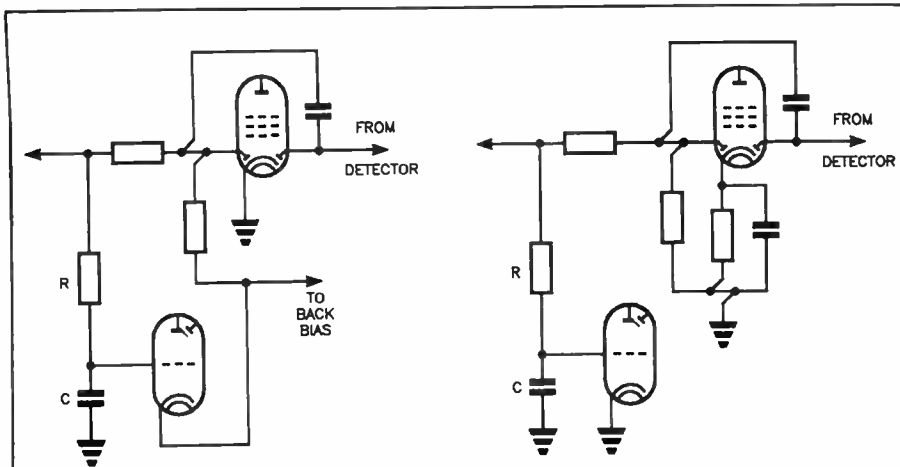 FROM
DETECTOR
R
C
TO
BACK
BIAS
FROM
DETECTOR
R
C